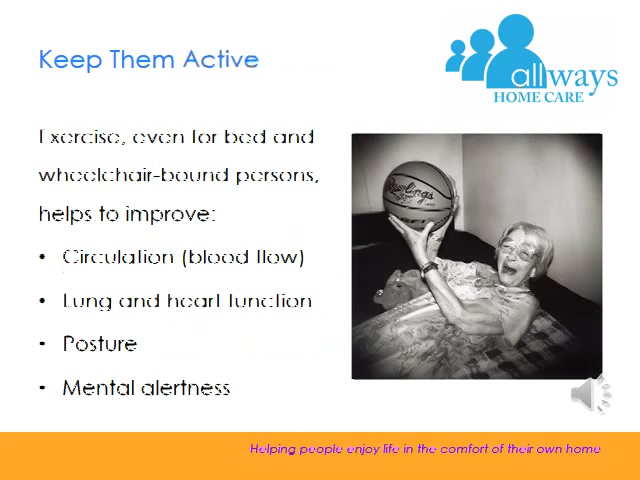 Keep Them Active
allways
HOME CARE
Exercise, even for bed and
wheelchair-bound persons,
helps to improve:
• Circulation (blood flow)
• Lung and heart function
• Posture
• Mental alertness
Rawlings
Helping people enjoy life in the comfort of their own home